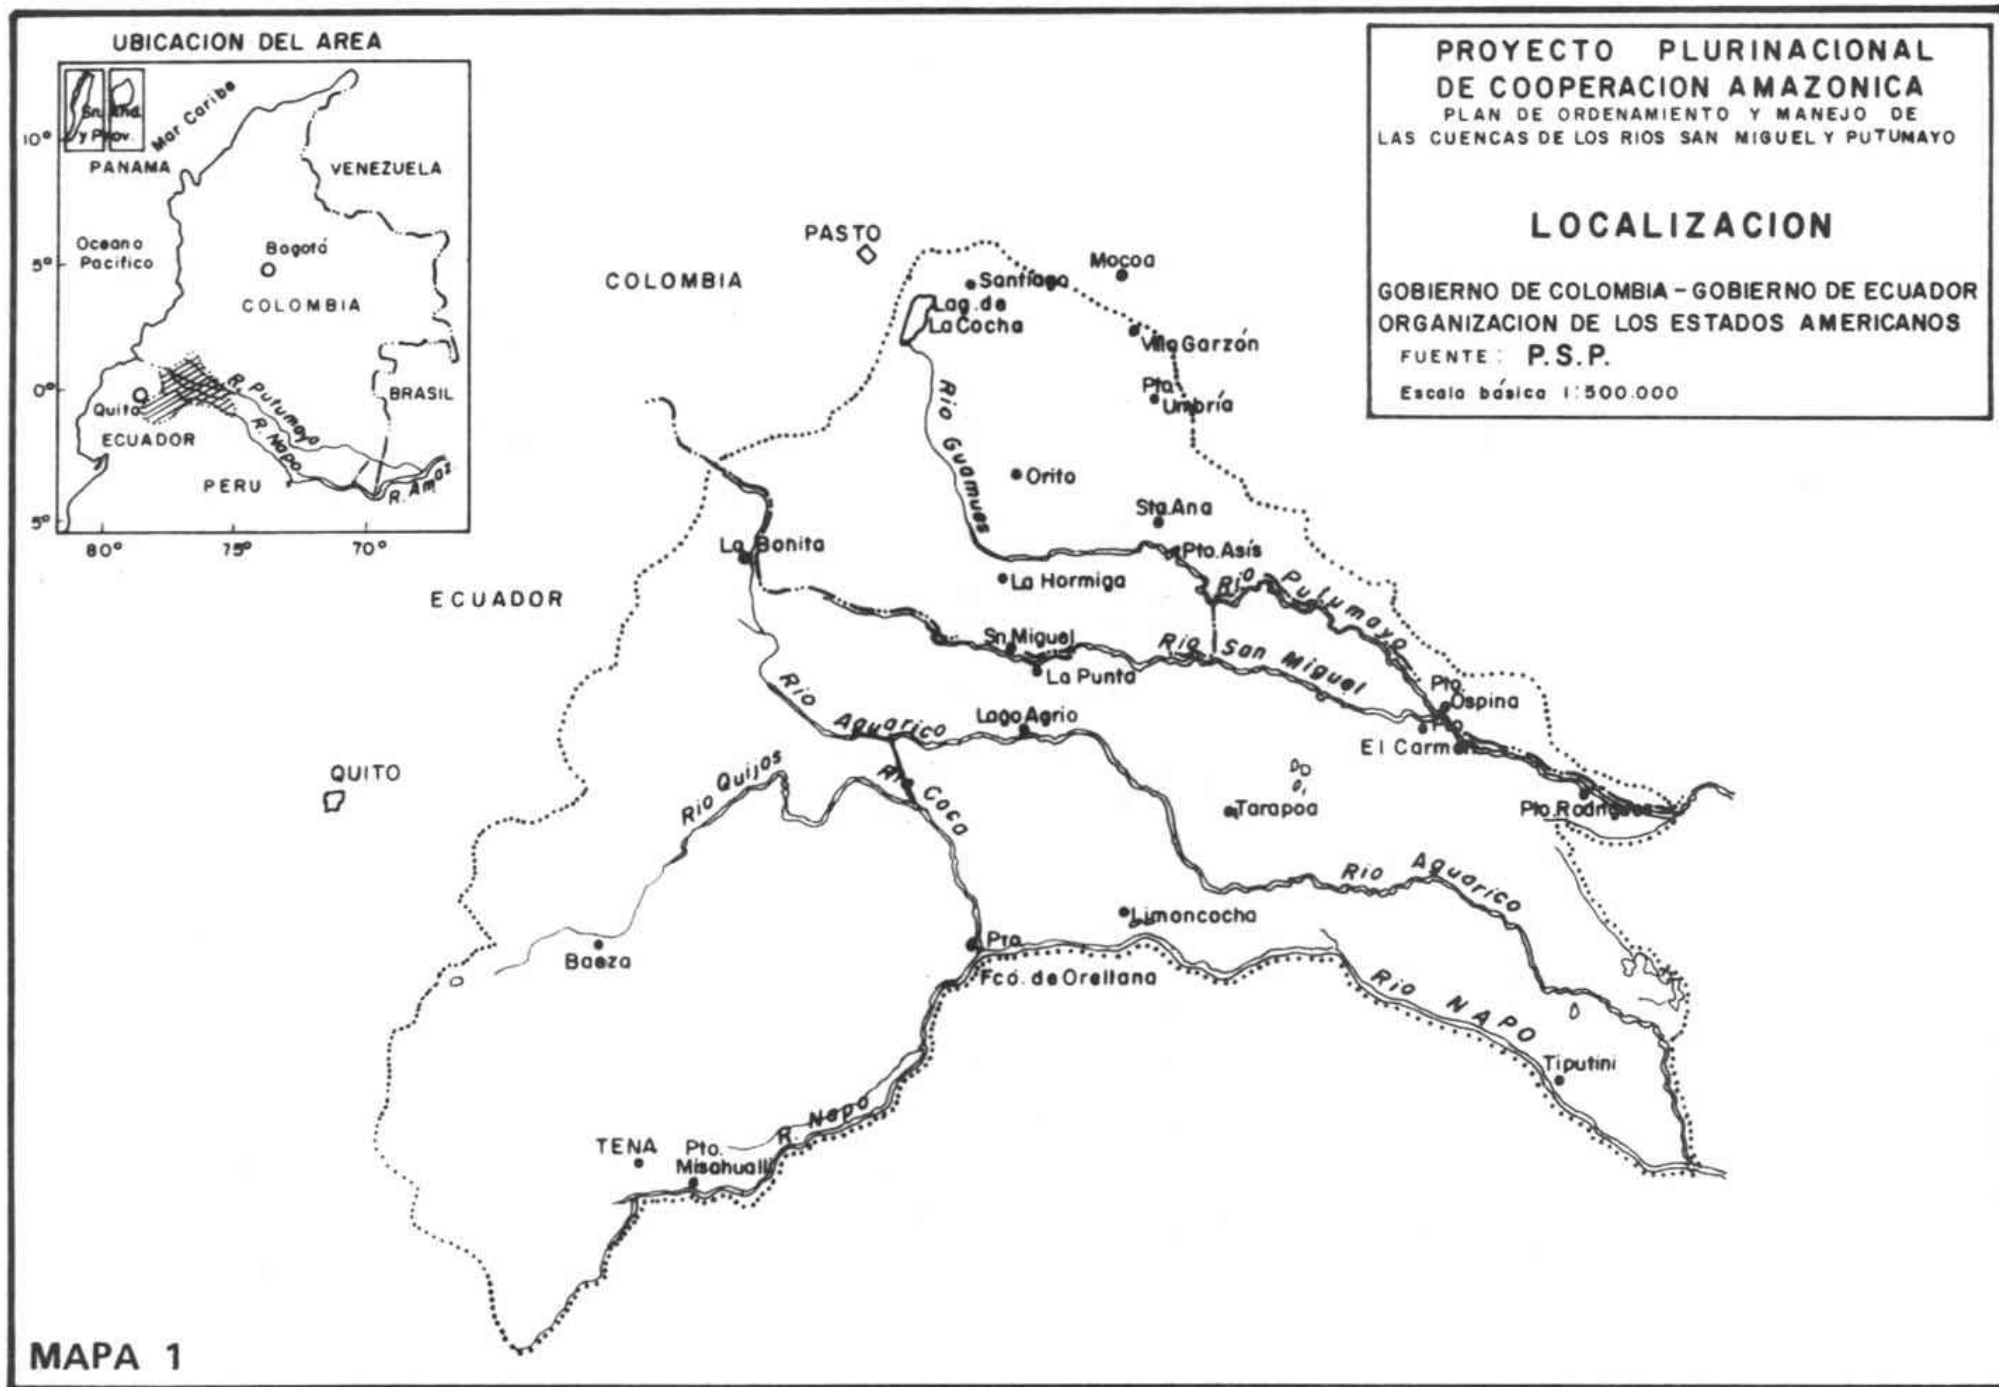 UBICACION DEL AREA
Sn. And.
y Prov.
Mar Caribe
10°
PANAMA
VENEZUELA
Oceano
Pacifico
Bogotá
5°
COLOMBIA
0°
Quito
R. Putumayo
BRASIL
ECUADOR
R. Napo
PERU
R. Amaz
5°
80°
75°
70°
PROYECTO PLURINACIONAL
DE COOPERACION AMAZONICA
PLAN DE ORDENAMIENTO Y MANEJO DE
LAS CUENCAS DE LOS RIOS SAN MIGUEL Y PUTUMAYO
LOCALIZACION
GOBIERNO DE COLOMBIA - GOBIERNO DE ECUADOR
ORGANIZACION DE LOS ESTADOS AMERICANOS
FUENTE: P.S.P.
Escala básica 1:500.000
PASTO
COLOMBIA
Mocoa
Santiago
Lag. de
La Cocha
Villa Garzón
Pto.
Umbría
Rio Guamues
Orito
Sta. Ana
Pto. Asís
La Bonita
La Hormiga
Rio Putumayo
ECUADOR
Sn. Miguel
Rio San Miguel
La Punta
Pto.
Ospina
Rio Aguarico
Lago Agrio
Pto.
El Carmen
QUITO
Rio Quijos
Rio Coca
Tarapoa
Pto. Rodriguez
Rio Aguarico
Limoncocha
Baeza
Pto.
Fco. de Orellana
Rio NAPO
Tiputini
R. Napo
TENA
Pto.
Misahualli
MAPA 1